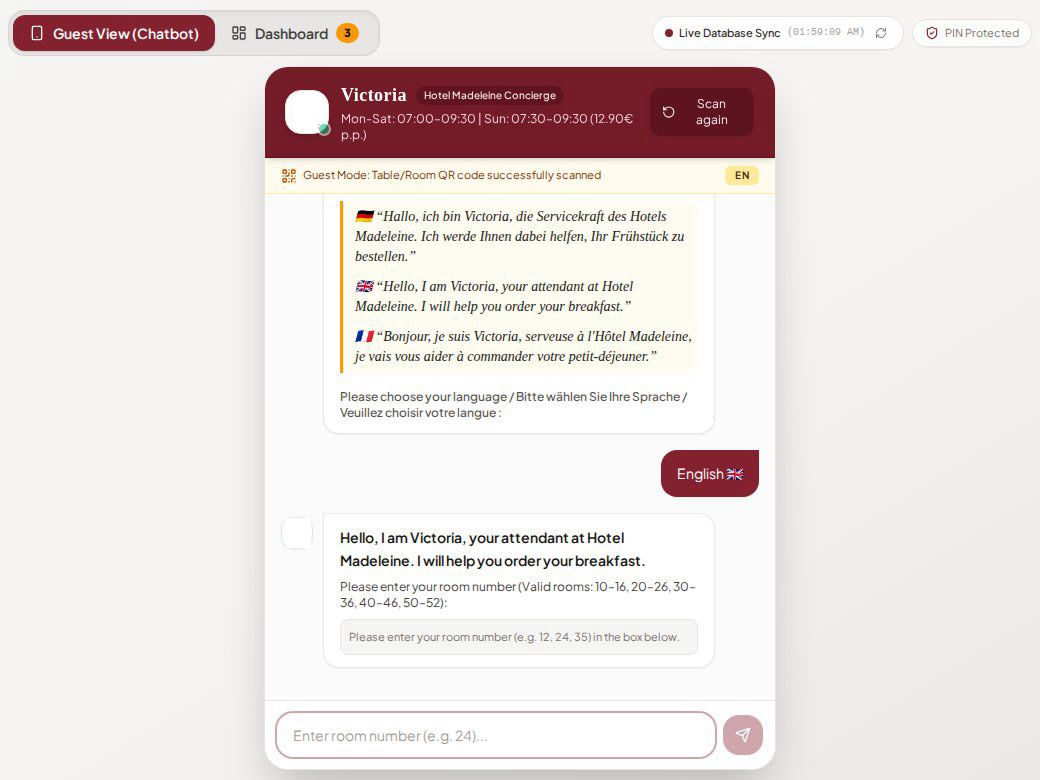 Guest View (Chatbot)
Dashboard
3
Live Database Sync (01:59:09 AM)
PIN Protected
Victoria
Hotel Madeleine Concierge
Mon-Sat: 07:00–09:30 | Sun: 07:30–09:30 (12.90€
p.p.)
Scan
again
Guest Mode: Table/Room QR code successfully scanned
EN
🇩🇪 “Hallo, ich bin Victoria, die Servicekraft des Hotels
Madeleine. Ich werde Ihnen dabei helfen, Ihr Frühstück zu
bestellen.”
🇬🇧 “Hello, I am Victoria, your attendant at Hotel
Madeleine. I will help you order your breakfast.”
🇫🇷 “Bonjour, je suis Victoria, serveuse à l'Hôtel Madeleine,
je vais vous aider à commander votre petit-déjeuner.”
Please choose your language / Bitte wählen Sie Ihre Sprache /
Veuillez choisir votre langue :
English 🇬🇧
Hello, I am Victoria, your attendant at Hotel
Madeleine. I will help you order your breakfast.
Please enter your room number (Valid rooms: 10–16, 20–26, 30–
36, 40–46, 50–52):
Please enter your room number (e.g. 12, 24, 35) in the box below.
Enter room number (e.g. 24)...